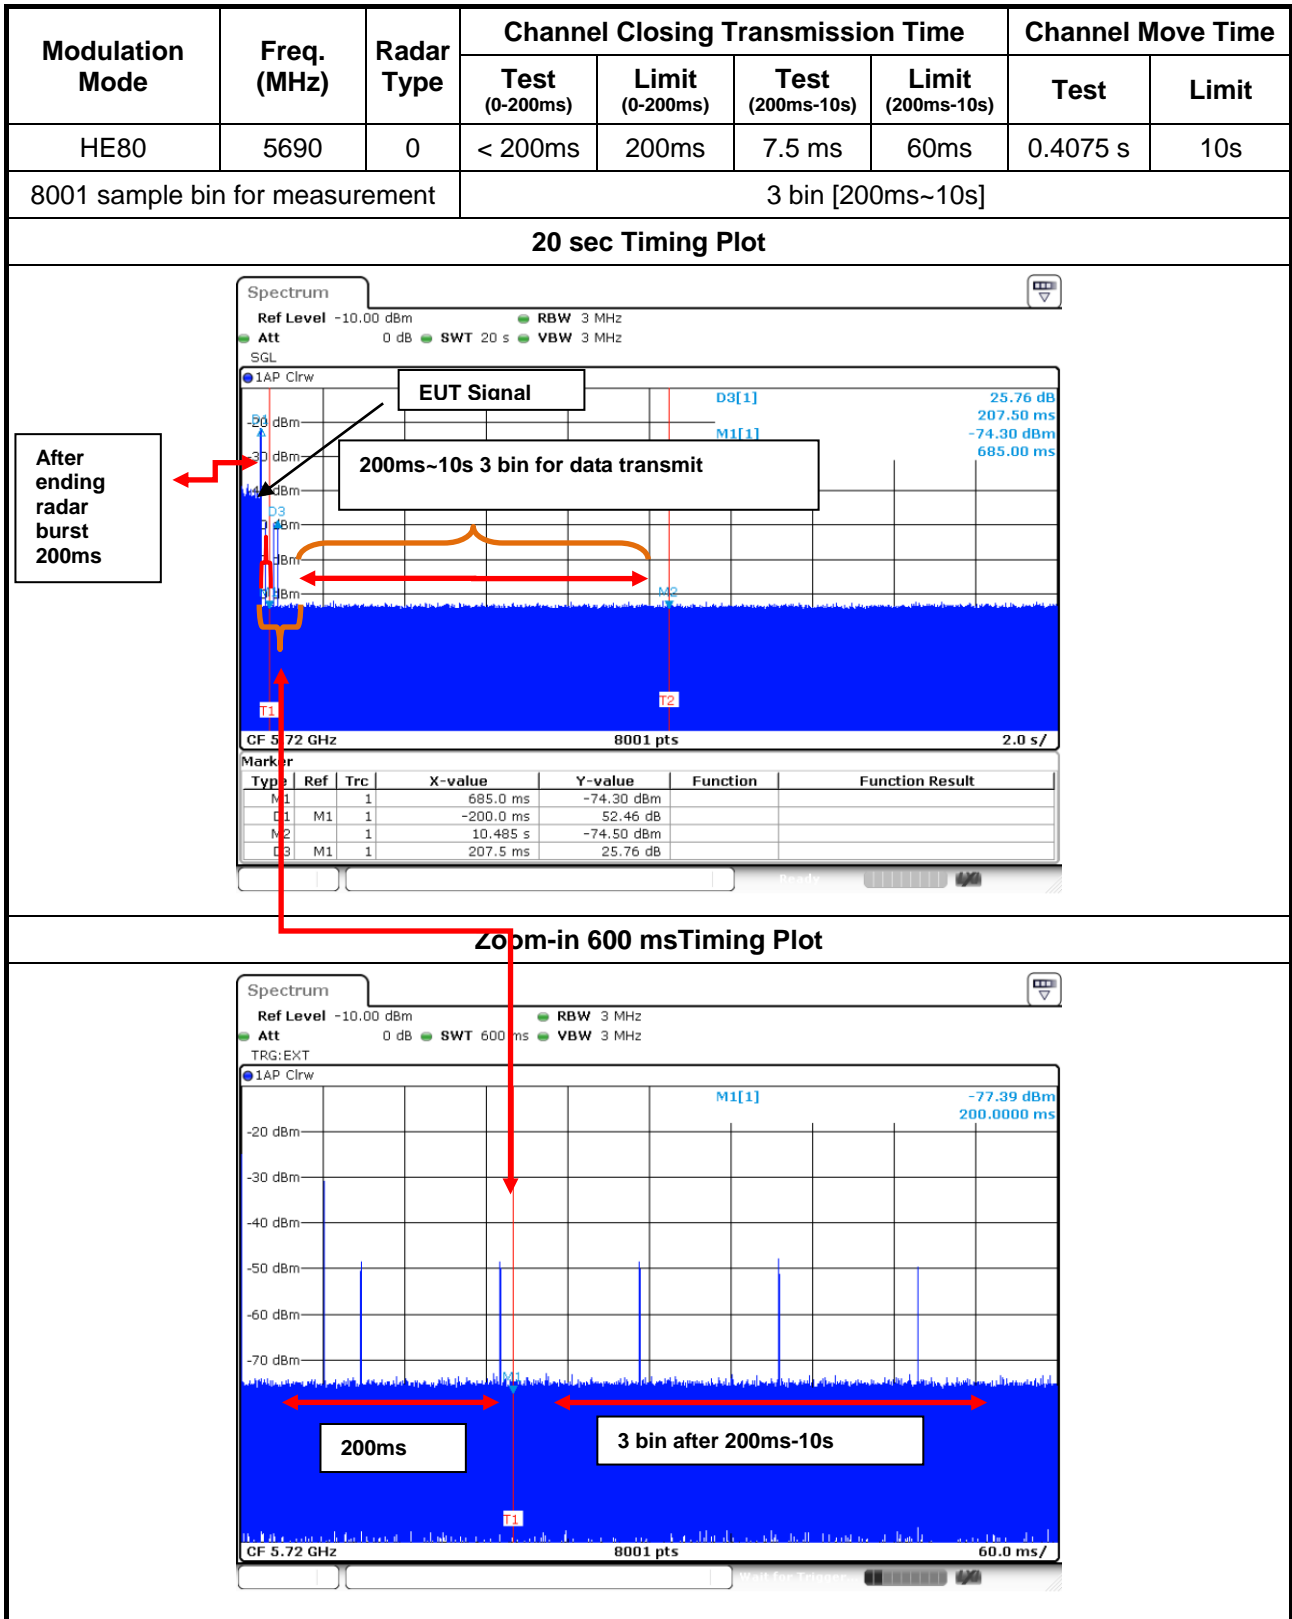 Modulation Mode Freq. (MHz) Radar Type Channel Closing Transmission Time Channel Move Time
Test (0-200ms) Limit (0-200ms) Test (200ms-10s) Limit (200ms-10s) Test Limit
HE80 5690 0 < 200ms 200ms 7.5 ms 60ms 0.4075 s 10s
8001 sample bin for measurement 3 bin [200ms~10s]
20 sec Timing Plot
Spectrum
Ref Level -10.00 dBm RBW 3 MHz
Att 0 dB SWT 20 s VBW 3 MHz
SGL
1AP Clrw
EUT Signal
D3[1] 25.76 dB
207.50 ms
M1[1] -74.30 dBm
685.00 ms
D1
-20 dBm
-30 dBm
200ms~10s 3 bin for data transmit
After
ending
radar
burst
200ms
dBm
D3
dBm
dBm
dBm
M2
T1
T2
CF 5.72 GHz 8001 pts 2.0 s/
Marker
Type Ref Trc X-value Y-value Function Function Result
M1 1 685.0 ms -74.30 dBm
D1 M1 1 -200.0 ms 52.46 dB
M2 1 10.485 s -74.50 dBm
D3 M1 1 207.5 ms 25.76 dB
Ready
Zoom-in 600 msTiming Plot
Spectrum
Ref Level -10.00 dBm RBW 3 MHz
Att 0 dB SWT 600 ms VBW 3 MHz
TRG:EXT
1AP Clrw
M1[1] -77.39 dBm
200.0000 ms
-20 dBm
-30 dBm
-40 dBm
-50 dBm
-60 dBm
-70 dBm
M1
200ms
3 bin after 200ms-10s
T1
CF 5.72 GHz 8001 pts 60.0 ms/
Wait for Trigger